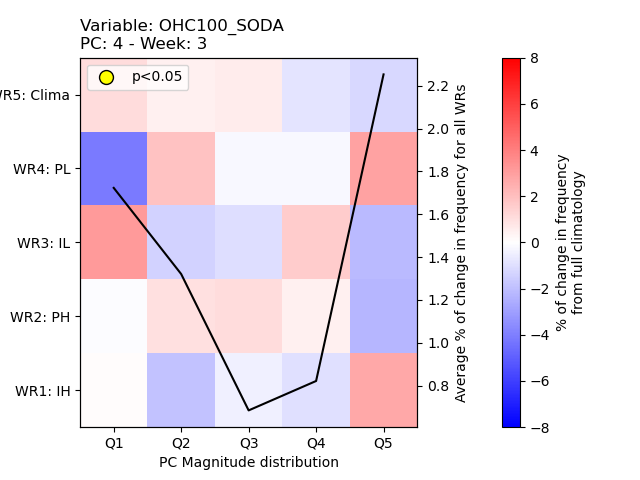 Variable: OHC100_SODA
PC: 4 - Week: 3
p<0.05
WR5: Clima
WR4: PL
WR3: IL
WR2: PH
WR1: IH
Q1 Q2 Q3 Q4 Q5
PC Magnitude distribution
2.2
2.0
1.8
1.6
1.4
1.2
1.0
0.8
Average % of change in frequency for all WRs
8
6
4
2
0
−2
−4
−6
−8
% of change in frequency
from full climatology